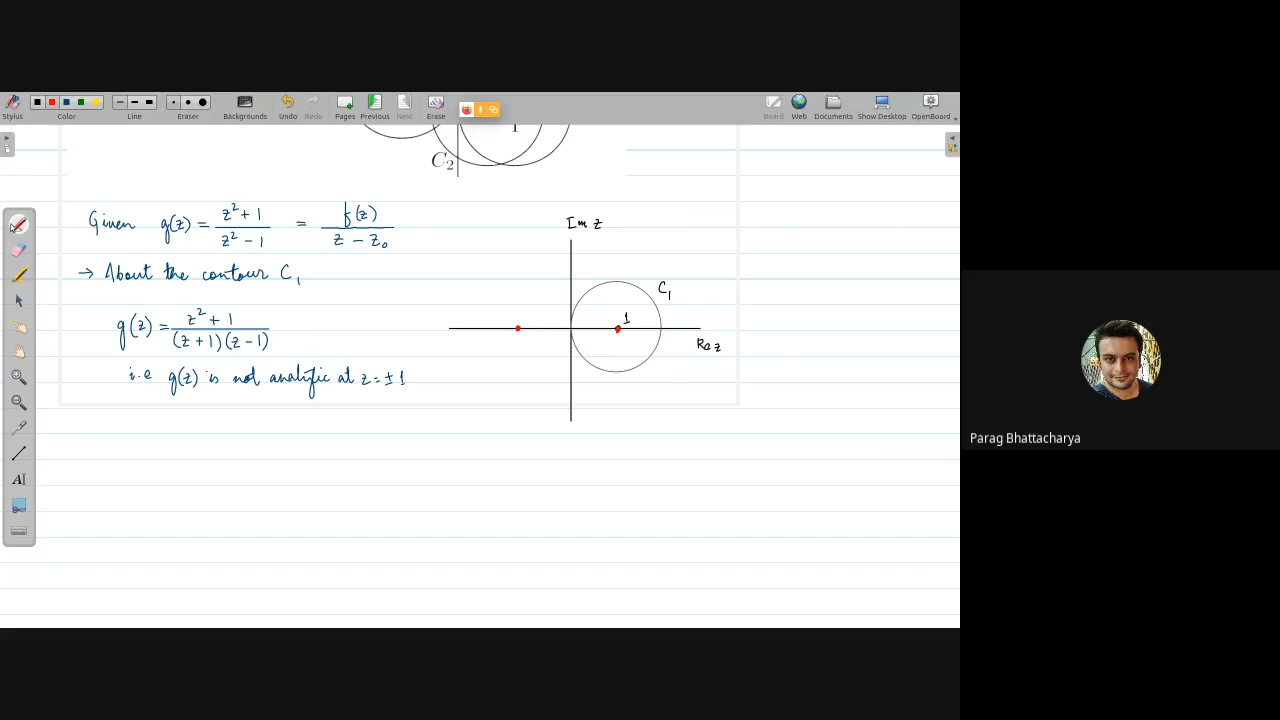 Stylus Color Line Eraser Backgrounds Undo Redo Pages Previous Next Erase Board Web Documents Show Desktop OpenBoard
1
C₂
Given g(z) = z² + 1 / z² - 1 = f(z) / z - z₀
Im z
→ About the contour C₁
C₁
g(z) = z² + 1 / (z + 1)(z - 1)
1
Re z
i.e g(z) is not analytic at z = ± 1
AI
Parag Bhattacharya